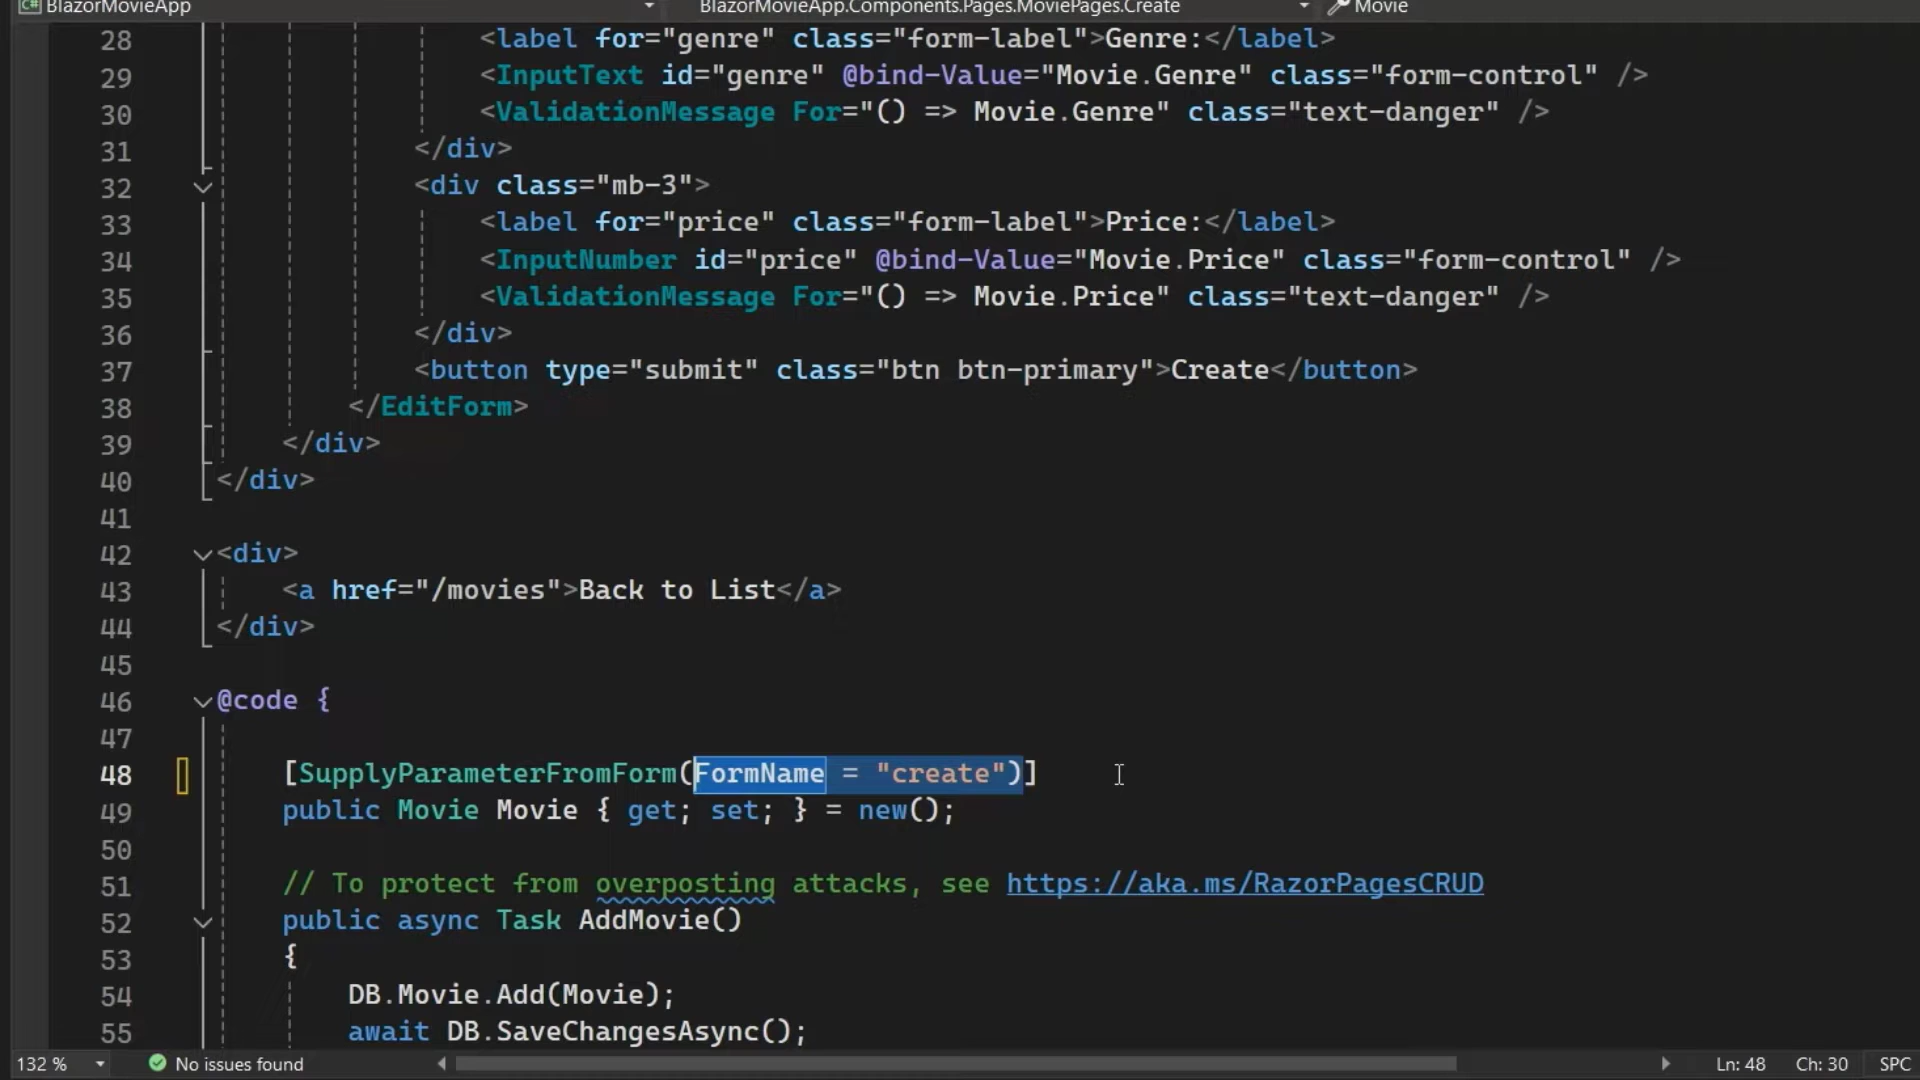 C# BlazorMovieApp BlazorMovieApp.Components.Pages.MoviePages.Create Movie
28 <label for="genre" class="form-label">Genre:</label>
29 <InputText id="genre" @bind-Value="Movie.Genre" class="form-control" />
30 <ValidationMessage For="() => Movie.Genre" class="text-danger" />
31 </div>
32 <div class="mb-3">
33 <label for="price" class="form-label">Price:</label>
34 <InputNumber id="price" @bind-Value="Movie.Price" class="form-control" />
35 <ValidationMessage For="() => Movie.Price" class="text-danger" />
36 </div>
37 <button type="submit" class="btn btn-primary">Create</button>
38 </EditForm>
39 </div>
40 </div>
41
42 <div>
43 <a href="/movies">Back to List</a>
44 </div>
45
46 @code {
47
48 [SupplyParameterFromForm(FormName = "create")]
49 public Movie Movie { get; set; } = new();
50
51 // To protect from overposting attacks, see https://aka.ms/RazorPagesCRUD
52 public async Task AddMovie()
53 {
54 DB.Movie.Add(Movie);
55 await DB.SaveChangesAsync();
132 % No issues found Ln: 48 Ch: 30 SPC